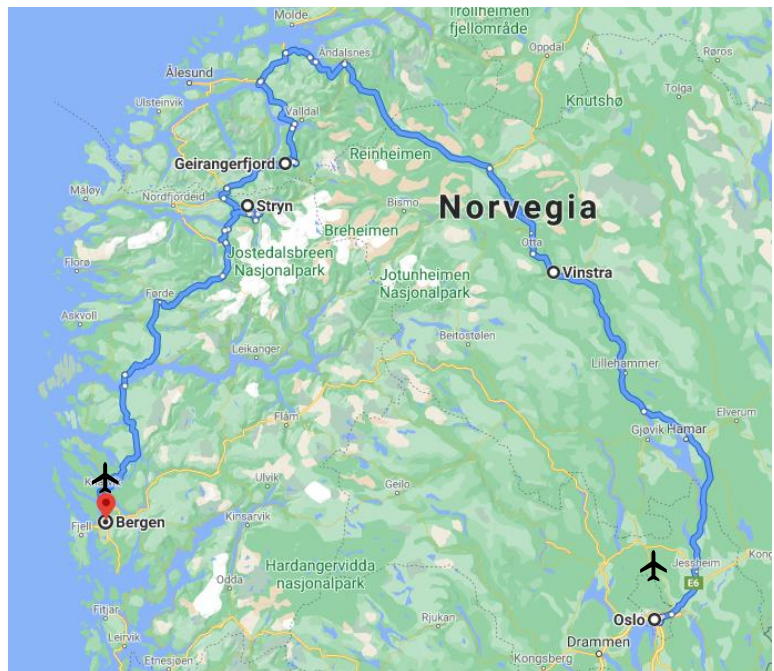 Molde
Trollheimen
fjellområde
Åndalsnes
Oppdal
Røros
Ålesund
Tolga
Knutshø
Ulsteinvik
Valldal
Reinheimen
Geirangerfjord
Måløy
Nordfjordeid
Stryn
Bismo
Norvegia
Breheimen
Otta
Florø
Jostedalsbreen
Nasjonalpark
Vinstra
Jotunheimen
Nasjonalpark
Førde
Askvoll
Beitostølen
Leikanger
Lillehammer
Elverum
Flåm
Gjøvik
Hamar
Ulvik
Geilo
Bergen
Fjell
Kinsarvik
Hardangervidda
nasjonalpark
Jessheim
Kong
E6
Odda
Fitjar
Rjukan
Oslo
Leirvik
Drammen
Etnesjøen
Kongsberg